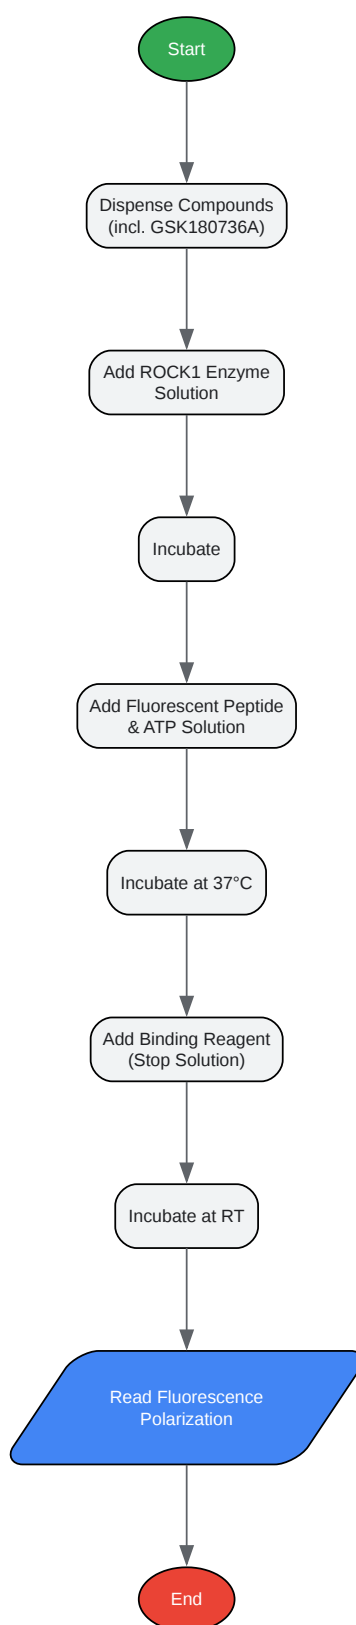 Start
Dispense Compounds
(incl. GSK180736A)
Add ROCK1 Enzyme
Solution
Incubate
Add Fluorescent Peptide
& ATP Solution
Incubate at 37°C
Add Binding Reagent
(Stop Solution)
Incubate at RT
Read Fluorescence
Polarization
End